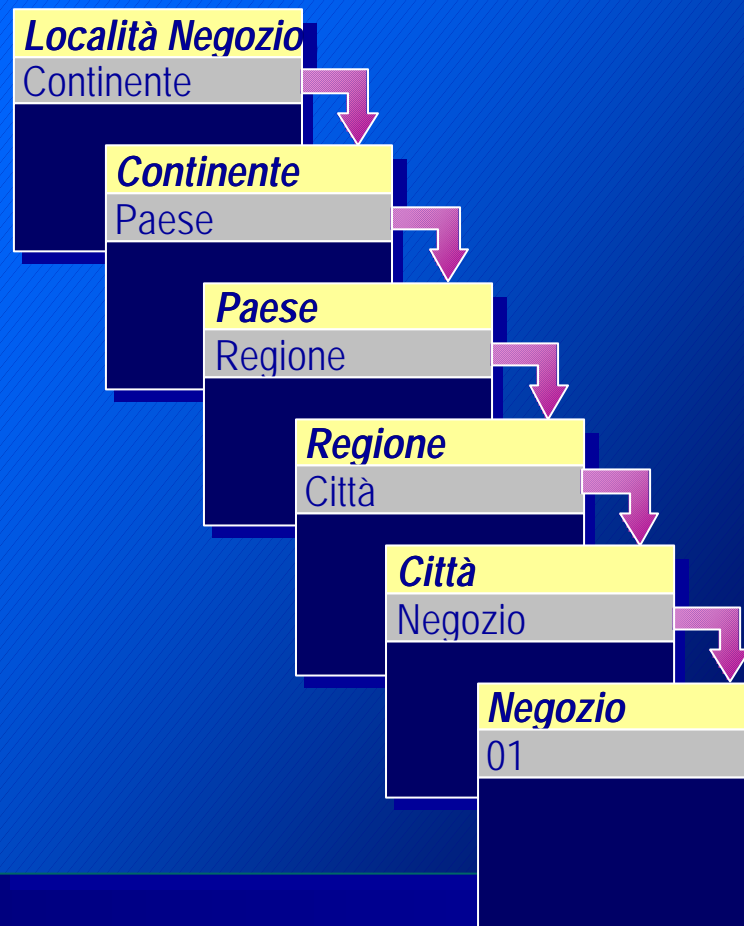 Località Negozio
Continente
Continente
Paese
Paese
Regione
Regione
Città
Città
Negozio
Negozio
01